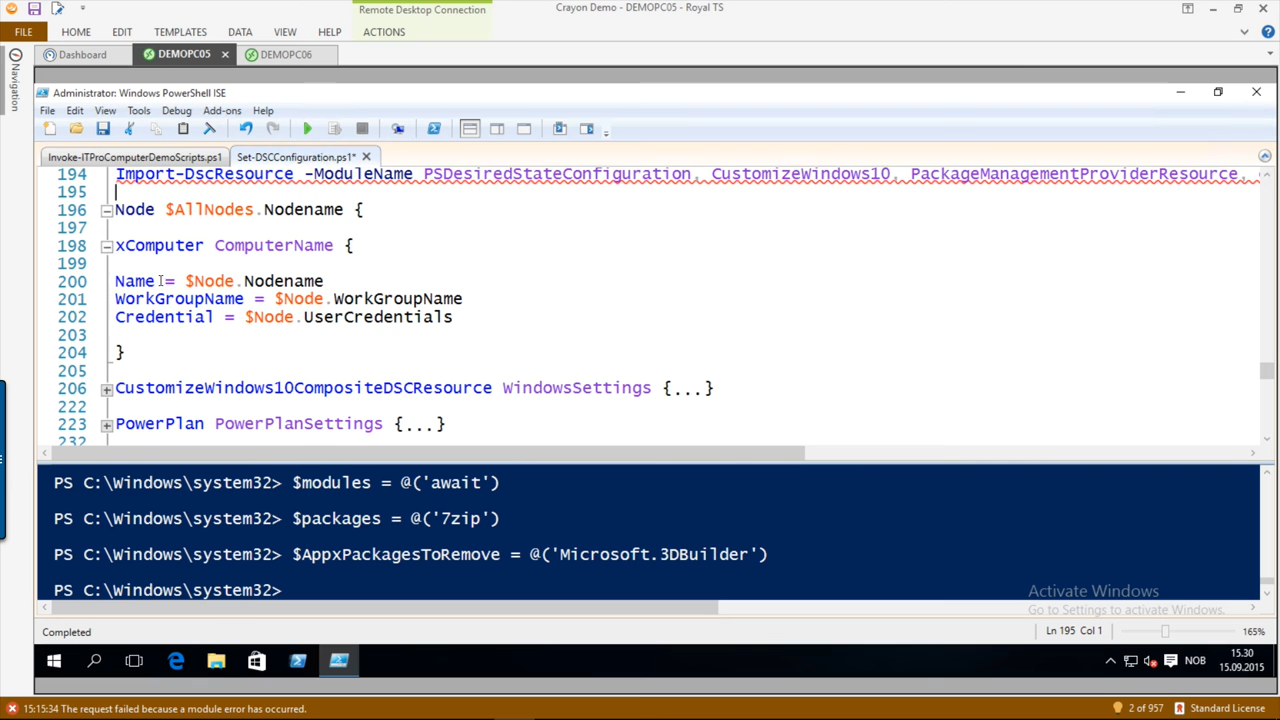 Remote Desktop Connection
Crayon Demo - DEMOPC05 - Royal TS
FILE HOME EDIT TEMPLATES DATA VIEW HELP ACTIONS
Navigation
Dashboard DEMOPC05 DEMOPC06
Administrator: Windows PowerShell ISE
File Edit View Tools Debug Add-ons Help
Invoke-ITProComputerDemoScripts.ps1 Set-DSCConfiguration.ps1*
194 Import-DscResource -ModuleName PSDesiredStateConfiguration, CustomizeWindows10, PackageManagementProviderResource,
195
196 Node $AllNodes.Nodename {
197
198 xComputer ComputerName {
199
200 Name = $Node.Nodename
201 WorkGroupName = $Node.WorkGroupName
202 Credential = $Node.UserCredentials
203
204 }
205
206 CustomizeWindows10CompositeDSCResource WindowsSettings {...}
222
223 PowerPlan PowerPlanSettings {...}
232
PS C:\Windows\system32> $modules = @('await')
PS C:\Windows\system32> $packages = @('7zip')
PS C:\Windows\system32> $AppxPackagesToRemove = @('Microsoft.3DBuilder')
PS C:\Windows\system32>
Activate Windows
Go to Settings to activate Windows.
Completed
Ln 195 Col 1
165%
NOB
15.30
15.09.2015
15:15:34 The request failed because a module error has occurred.
2 of 957
Standard License